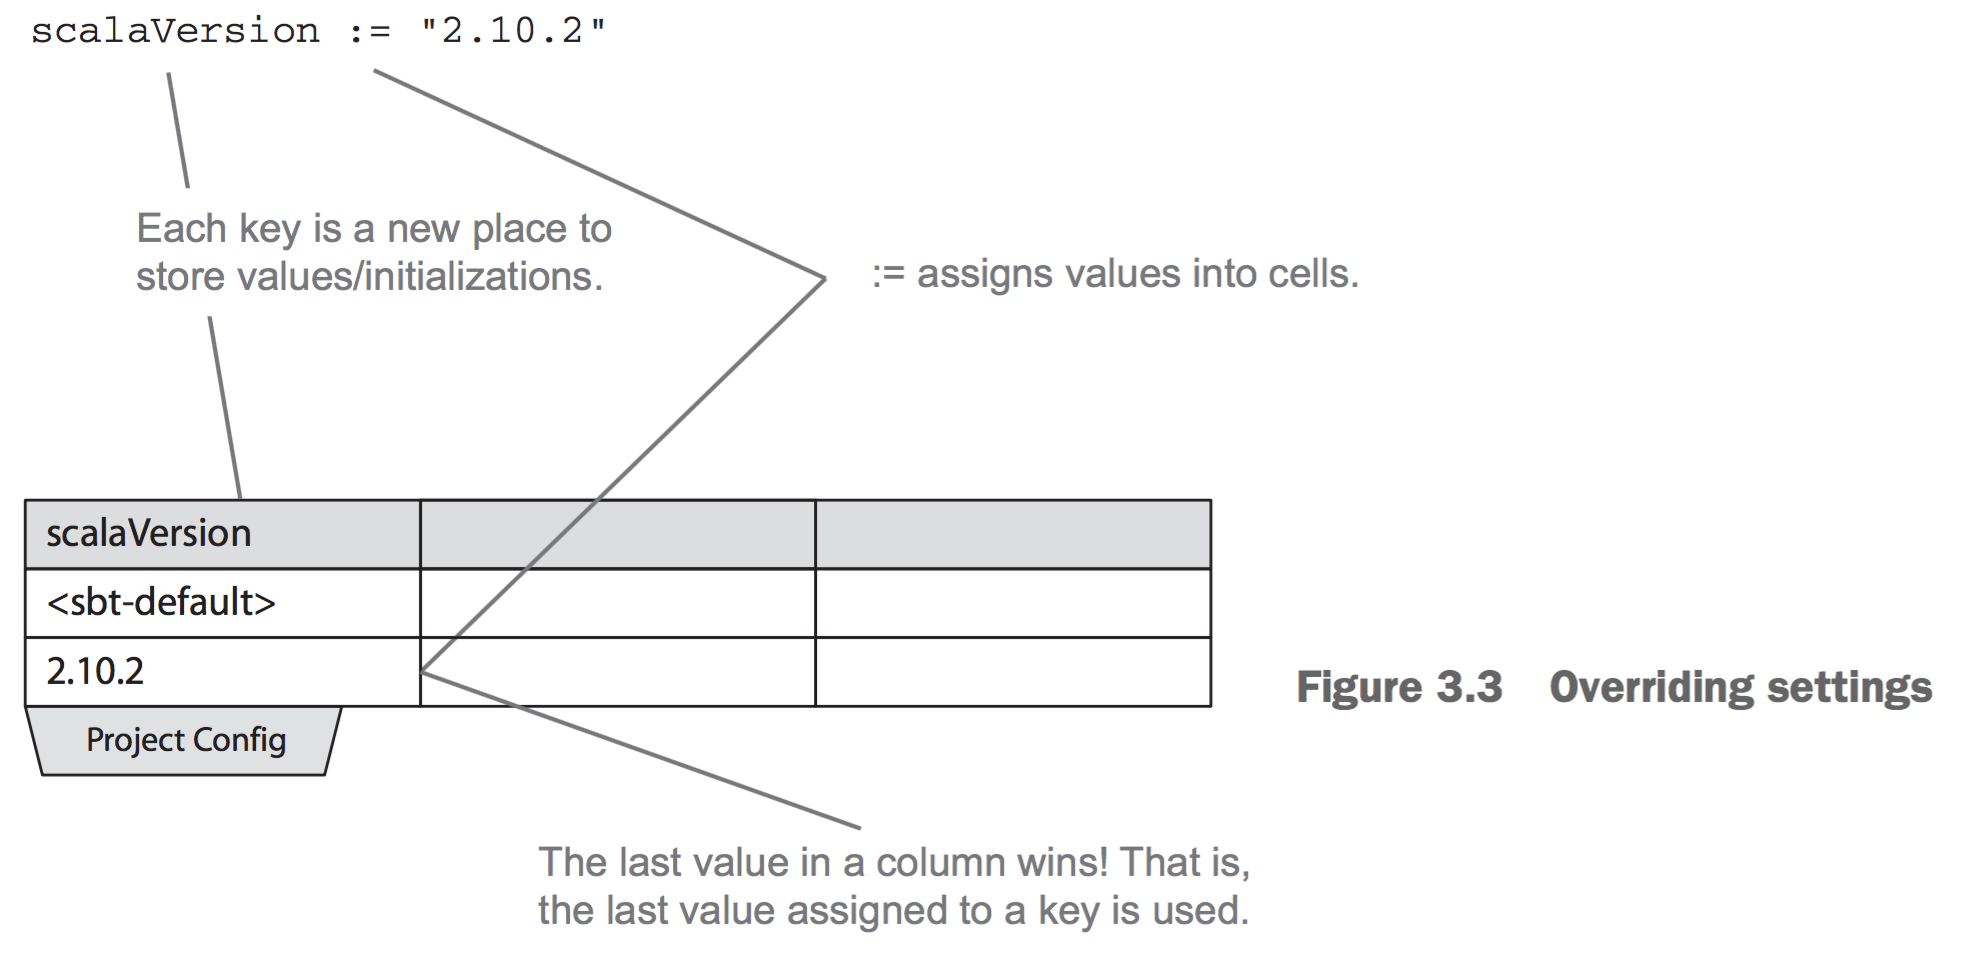 scalaVersion := "2.10.2"
Each key is a new place to
store values/initializations.
:= assigns values into cells.
scalaVersion
<sbt-default>
2.10.2
Project Config
Figure 3.3 Overriding settings
The last value in a column wins! That is,
the last value assigned to a key is used.